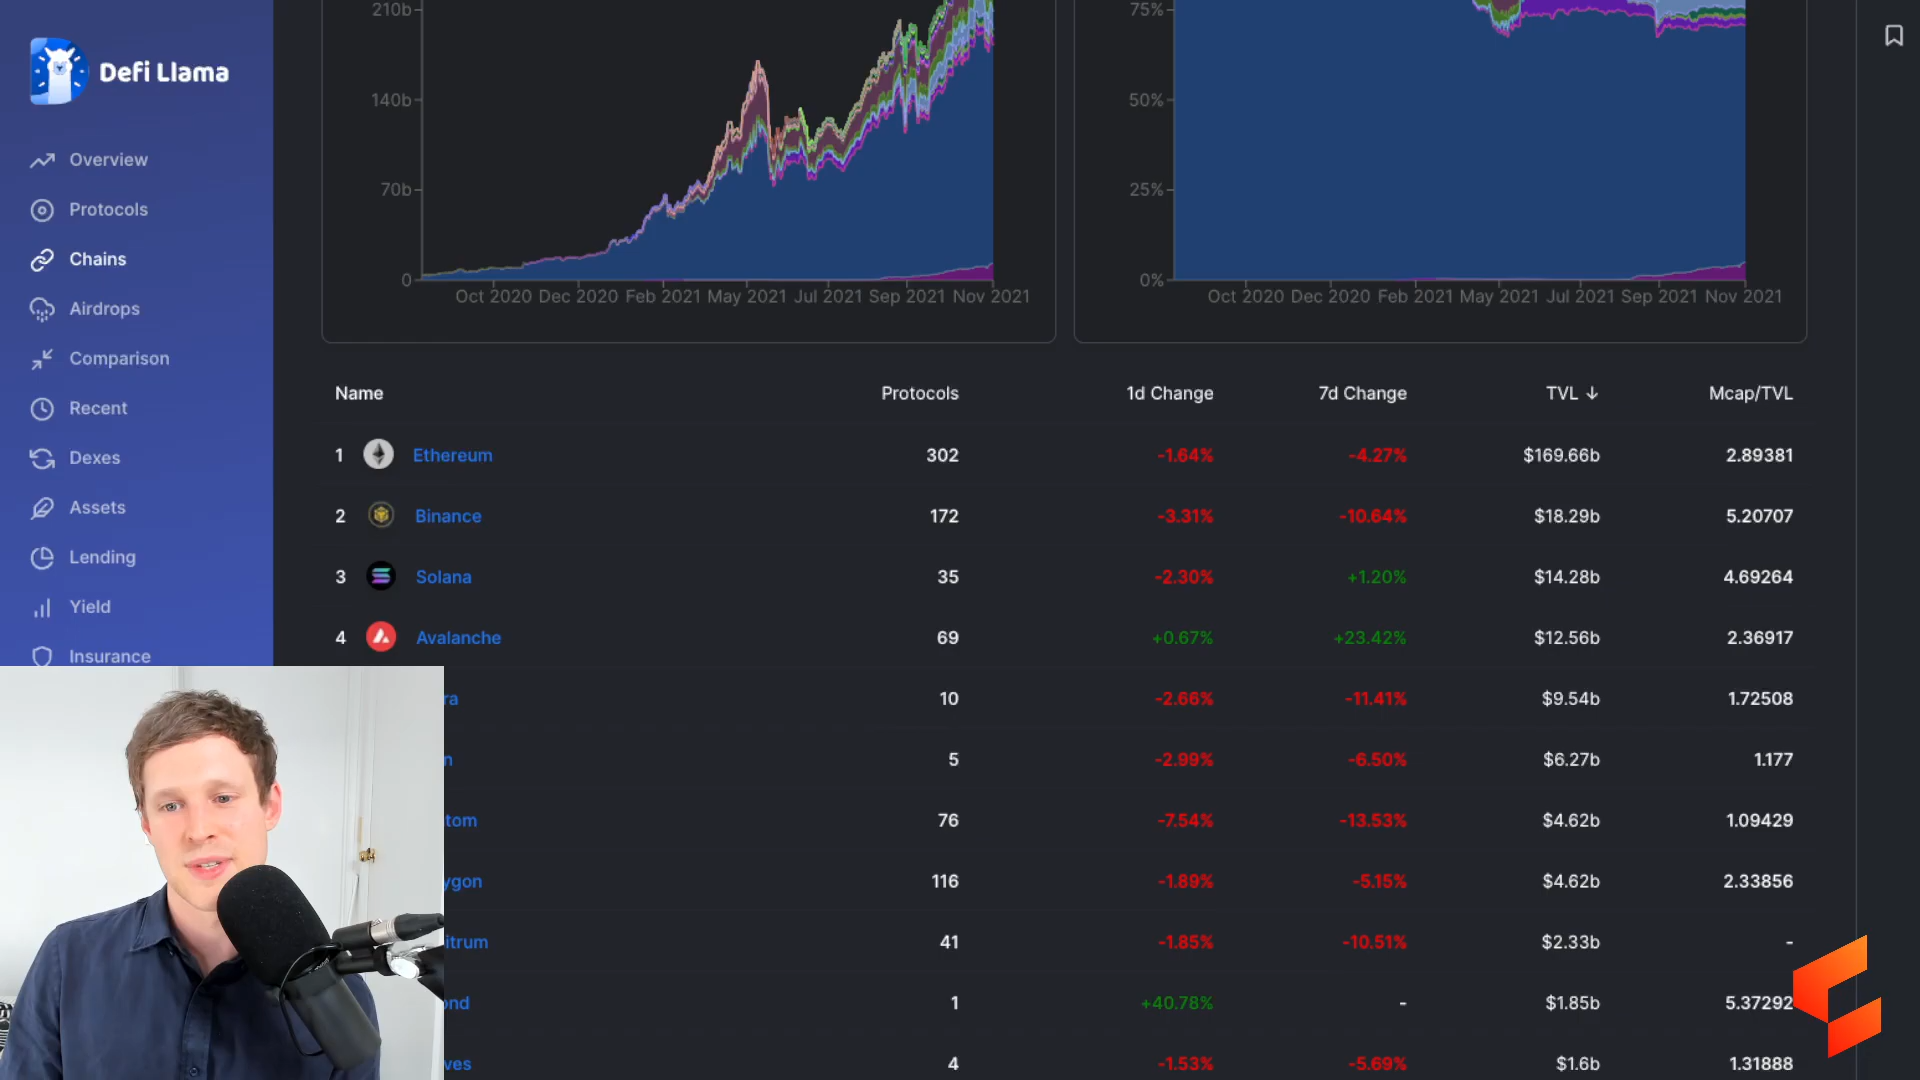 Defi Llama
Overview
Protocols
Chains
Airdrops
Comparison
Recent
Dexes
Assets
Lending
Yield
Insurance
210b
140b
70b
0
Oct 2020 Dec 2020 Feb 2021 May 2021 Jul 2021 Sep 2021 Nov 2021
75%
50%
25%
0%
Oct 2020 Dec 2020 Feb 2021 May 2021 Jul 2021 Sep 2021 Nov 2021
Name Protocols 1d Change 7d Change TVL ↓ Mcap/TVL
1 Ethereum 302 -1.64% -4.27% $169.66b 2.89381
2 Binance 172 -3.31% -10.64% $18.29b 5.20707
3 Solana 35 -2.30% +1.20% $14.28b 4.69264
4 Avalanche 69 +0.67% +23.42% $12.56b 2.36917
ra 10 -2.66% -11.41% $9.54b 1.72508
n 5 -2.99% -6.50% $6.27b 1.177
tom 76 -7.54% -13.53% $4.62b 1.09429
ygon 116 -1.89% -5.15% $4.62b 2.33856
itrum 41 -1.85% -10.51% $2.33b -
ond 1 +40.78% - $1.85b 5.37292
ves 4 -1.53% -5.69% $1.6b 1.31888